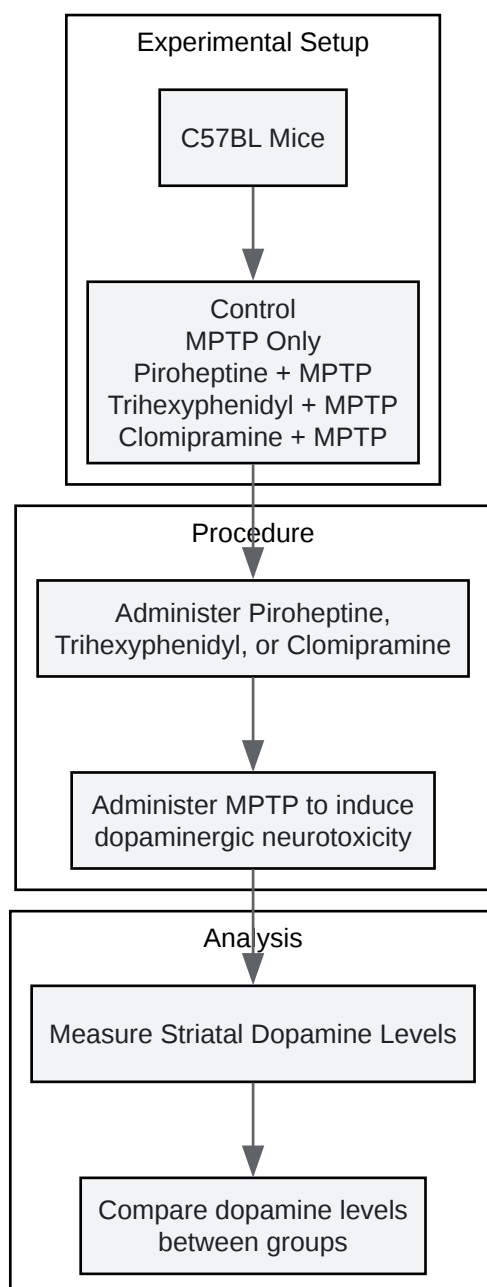 Experimental Setup
C57BL Mice
Control
MPTP Only
Piroheptine + MPTP
Trihexyphenidyl + MPTP
Clomipramine + MPTP
Procedure
Administer Piroheptine,
Trihexyphenidyl, or Clomipramine
Administer MPTP to induce
dopaminergic neurotoxicity
Analysis
Measure Striatal Dopamine Levels
Compare dopamine levels
between groups